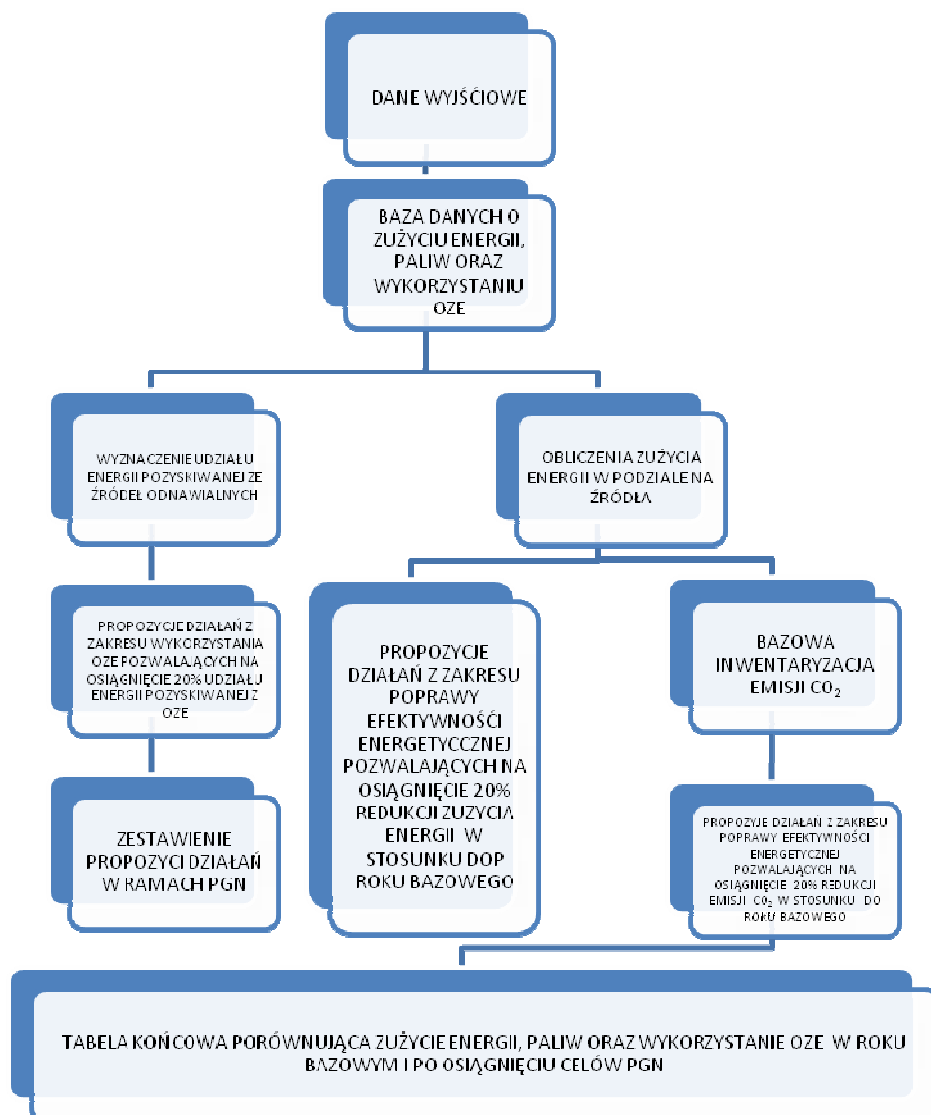 DANE WYJŚCIOWE
BAZA DANYCH O
ZUŻYCIU ENERGII,
PALIW ORAZ
WYKORZYSTANIU
OZE
WYZNACZENIE UDZIAŁU
ENERGII POZYSKIWANEJ ZE
ŹRÓDEŁ ODNAWIALNYCH
OBLICZENIA ZUŻYCIA
ENERGII W PODZIALE NA
ŹRÓDŁA
PROPOZYCJE DZIAŁAŃ Z
ZAKRESU WYKORZYSTANIA
OZE POZWALAJĄCYCH NA
OSIĄGNIĘCIE 20% UDZIAŁU
ENERGII POZYSKIWANEJ Z
OZE
PROPOZYCJE
DZIAŁAŃ Z ZAKRESU
POPRAWY
EFEKTYWNOŚĆI
ENERGETYCCZNEJ
POZWALAJĄCYCH NA
OSIĄGNIĘCIE 20%
REDUKCJI ZUZYCIA
ENERGII W
STOSUNKU DOP
ROKU BAZOWEGO
BAZOWA
INWENTARYZACJA
EMISJI CO₂
ZESTAWIENIE
PROPOZYCI DZIAŁAŃ
W RAMACH PGN
PROPOZYJE DZIAŁAŃ Z ZAKRESU
POPRAWY EFEKTYWNOŚCI
ENERGETYCZNEJ
POZWALAJĄCYCH NA
OSIĄGNIĘCIE 20% REDUKCJI
EMISJI C0₂ W STOSUNKU DO
ROKU BAZOWEGO
TABELA KOŃCOWA PORÓWNUJĄCA ZUŻYCIE ENERGII, PALIW ORAZ WYKORZYSTANIE OZE W ROKU
BAZOWYM I PO OSIĄGNIĘCIU CELÓW PGN